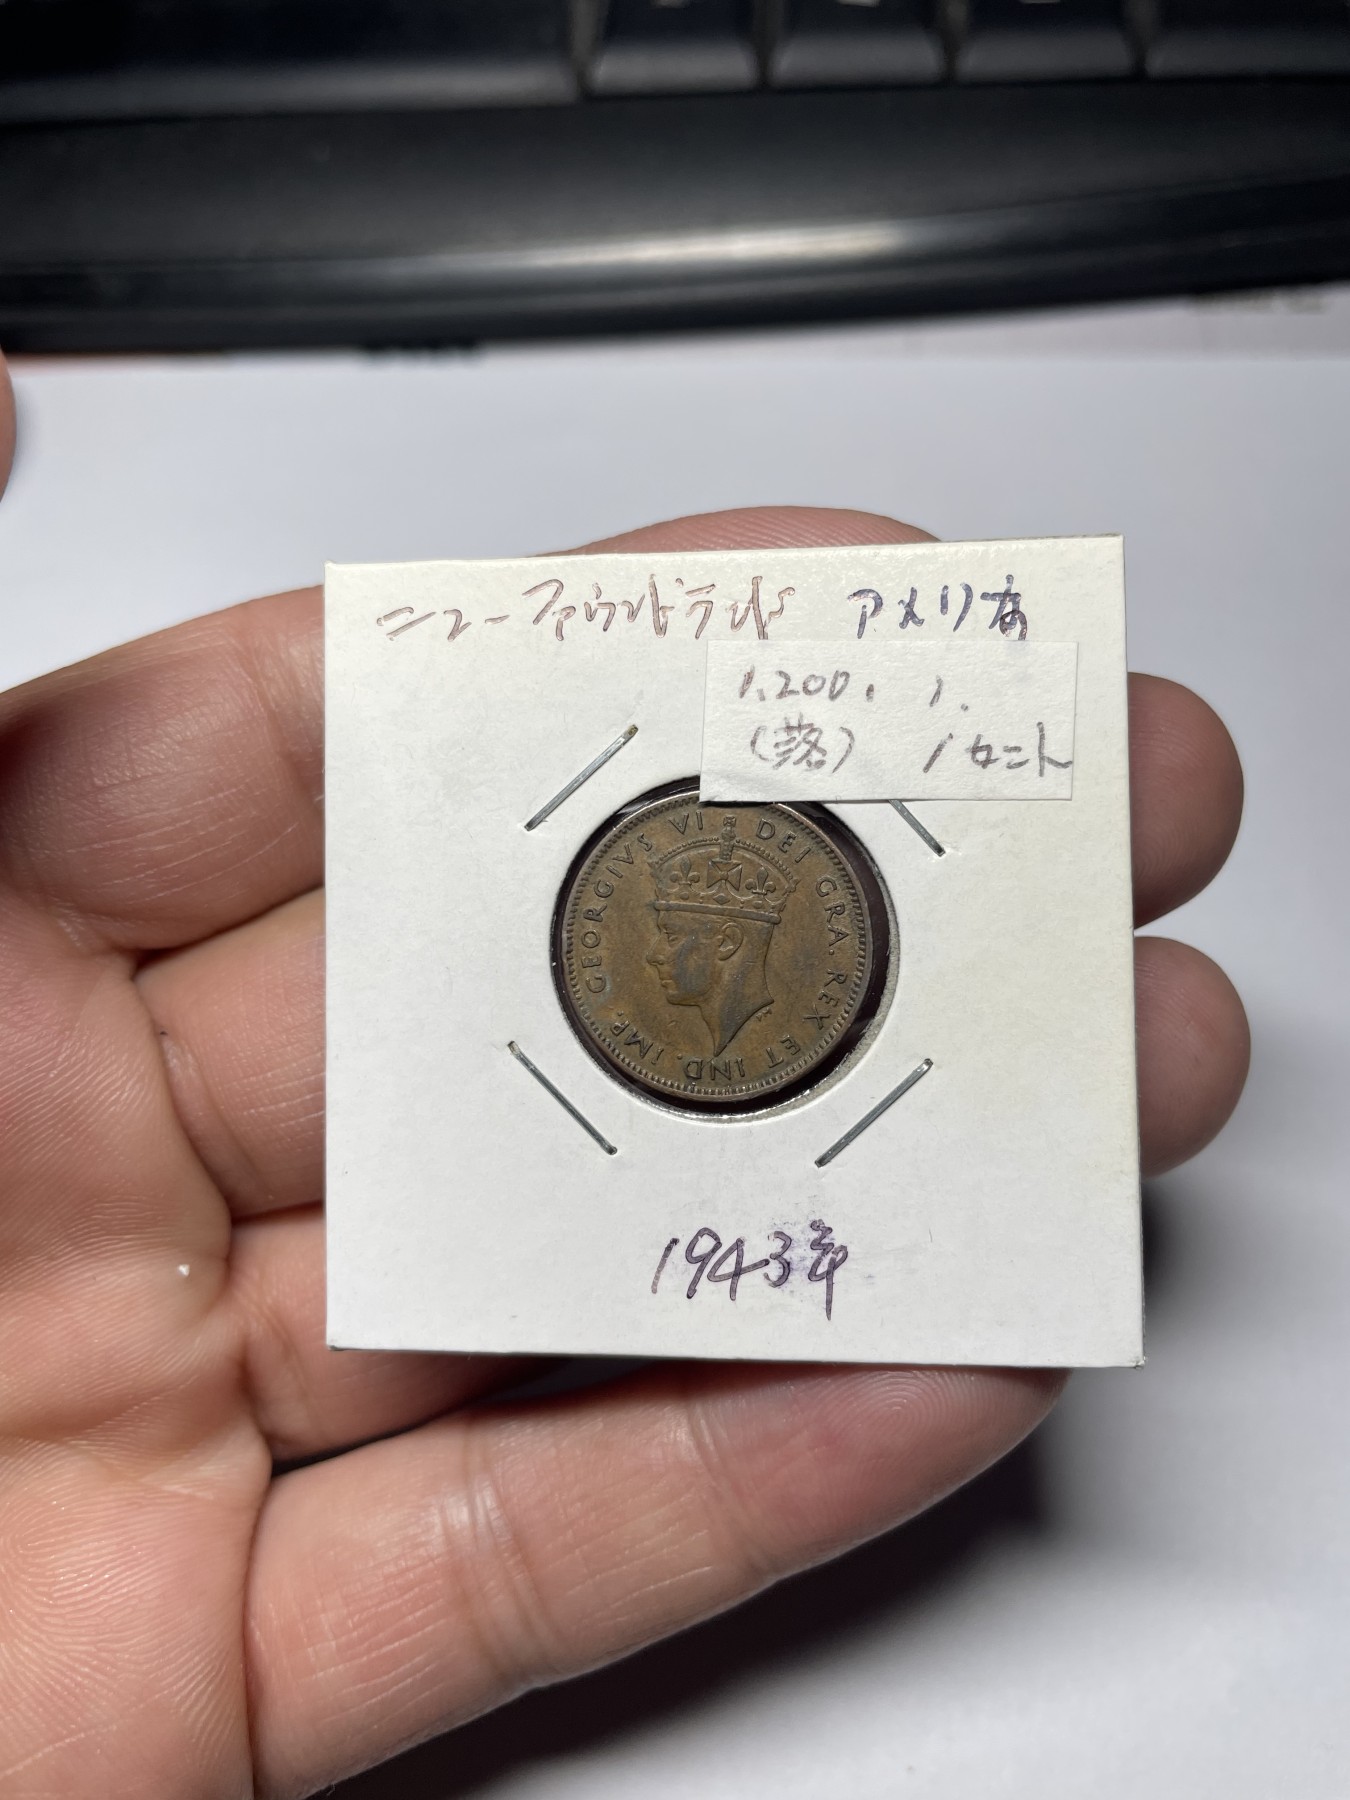 ニューファウンドランド アメリカ
1.200.
(落) 1セント
GEORGIVS VI DEI GRA. REX ET IND. IMP.
1943年